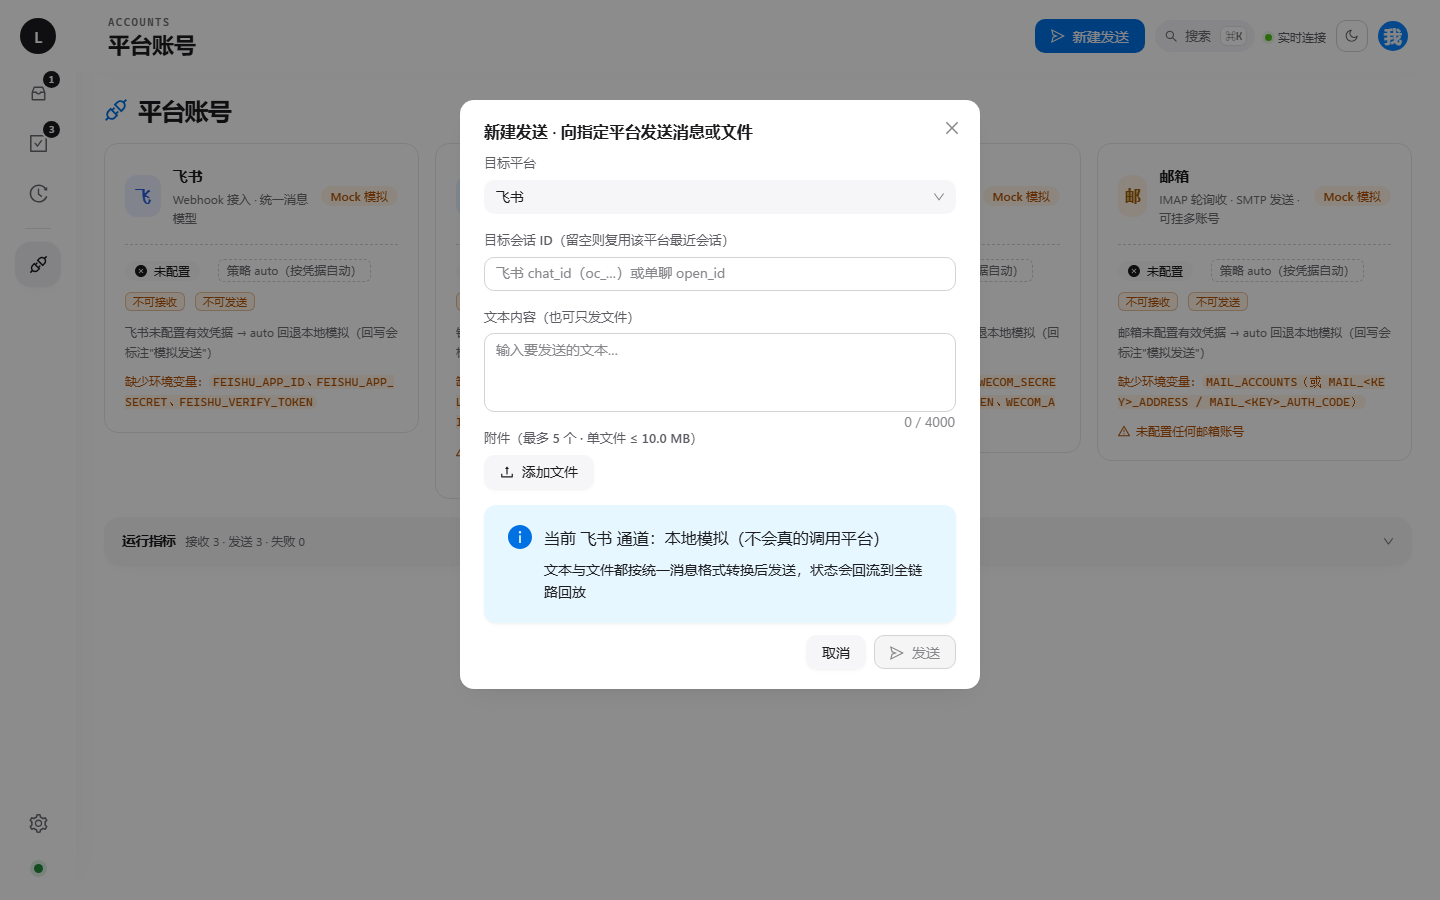 L
1
3
ACCOUNTS
平台账号
新建发送
搜索
⌘K
实时连接
我
平台账号
飞
飞书
Webhook 接入 · 统一消息
模型
Mock 模拟
未配置
策略 auto（按凭据自动）
不可接收
不可发送
飞书未配置有效凭据 → auto 回退本地模拟（回写会
标注"模拟发送"）
缺少环境变量： FEISHU_APP_ID、FEISHU_APP_
SECRET、FEISHU_VERIFY_TOKEN
新建发送 · 向指定平台发送消息或文件
目标平台
飞书
目标会话 ID（留空则复用该平台最近会话）
飞书 chat_id（oc_…）或单聊 open_id
文本内容（也可只发文件）
输入要发送的文本...
0 / 4000
附件（最多 5 个 · 单文件 ≤ 10.0 MB）
添加文件
当前 飞书 通道：本地模拟（不会真的调用平台）
文本与文件都按统一消息格式转换后发送，状态会回流到全链
路回放
取消
发送
Mock 模拟
据自动）
本地模拟（回
WECOM_SECRE
EN、WECOM_A
邮
邮箱
IMAP 轮询收 · SMTP 发送 ·
可挂多账号
Mock 模拟
未配置
策略 auto（按凭据自动）
不可接收
不可发送
邮箱未配置有效凭据 → auto 回退本地模拟（回写会
标注"模拟发送"）
缺少环境变量： MAIL_ACCOUNTS（或 MAIL_<KE
Y>_ADDRESS / MAIL_<KEY>_AUTH_CODE）
未配置任何邮箱账号
运行指标
接收 3 · 发送 3 · 失败 0